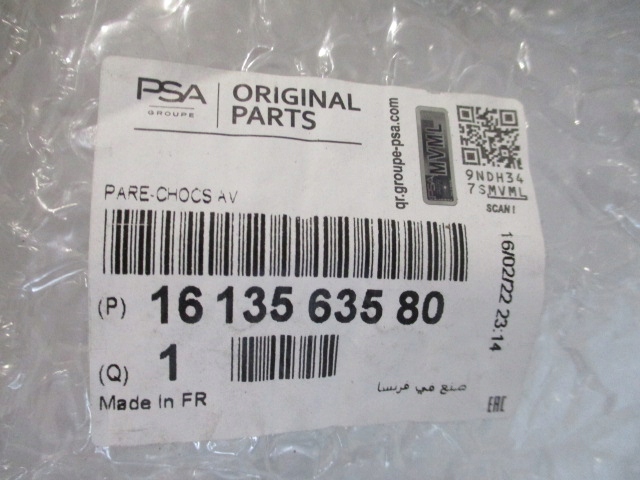 PSA
GROUPE
ORIGINAL
PARTS
qr.groupe-psa.com
MVML
9NDH34
7SMVML
SCAN!
PARE-CHOCS AV
16/02/22 23:14
(P) 16 135 635 80
(Q) 1
Made In FR
صنع في فرنسا
EAC